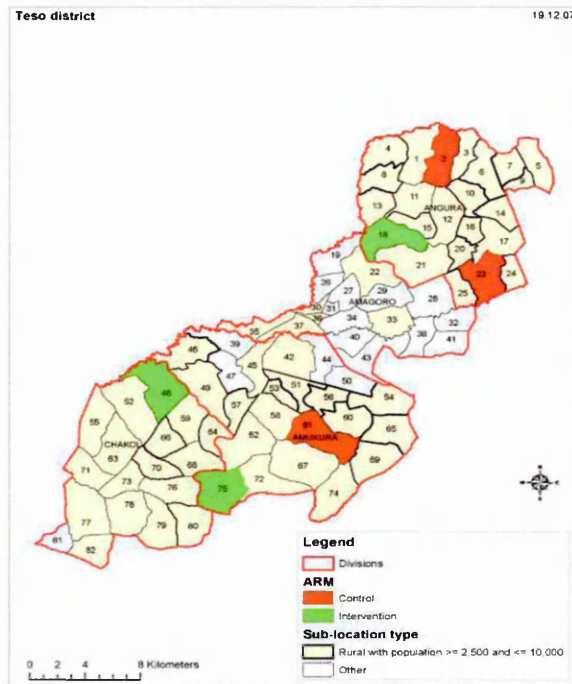 Teso district 19.12.07
4 1 2 3 6 7 5
8 9
11 10
13 ANGURAI 12 14
15 16
18 17
20
19 21
22 23 24
26 25
27 29 28
AMAGORO
30 31
36 34 33 32
35 37
40 38 41
46 39 43
42 44
47 45
48 49 50
51 54
52 53 56
57
59 58 60
55 61 65
64 AMUKURA
CHAKOL 66 62
63 69
70 68 67
71 72
73 76 75 74
78
77 79 80
81 82
Legend
Divisions
ARM
Control
Intervention
Sub-location type
Rural with population >= 2,500 and <= 10,000
Other
0 2 4 8 Kilometers